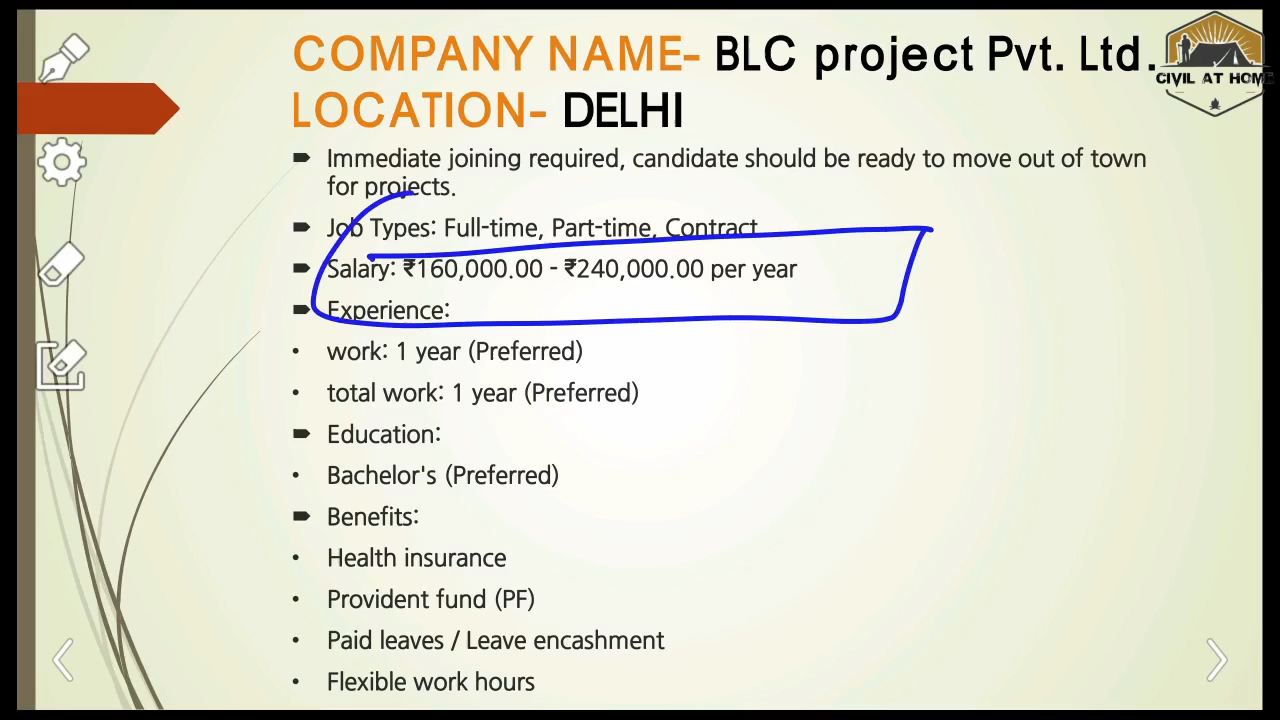 COMPANY NAME- BLC project Pvt. Ltd.
LOCATION- DELHI
CIVIL AT HOME
Immediate joining required, candidate should be ready to move out of town
for projects.
Job Types: Full-time, Part-time, Contract
Salary: ₹160,000.00 - ₹240,000.00 per year
Experience:
• work: 1 year (Preferred)
• total work: 1 year (Preferred)
Education:
• Bachelor's (Preferred)
Benefits:
• Health insurance
• Provident fund (PF)
• Paid leaves / Leave encashment
• Flexible work hours